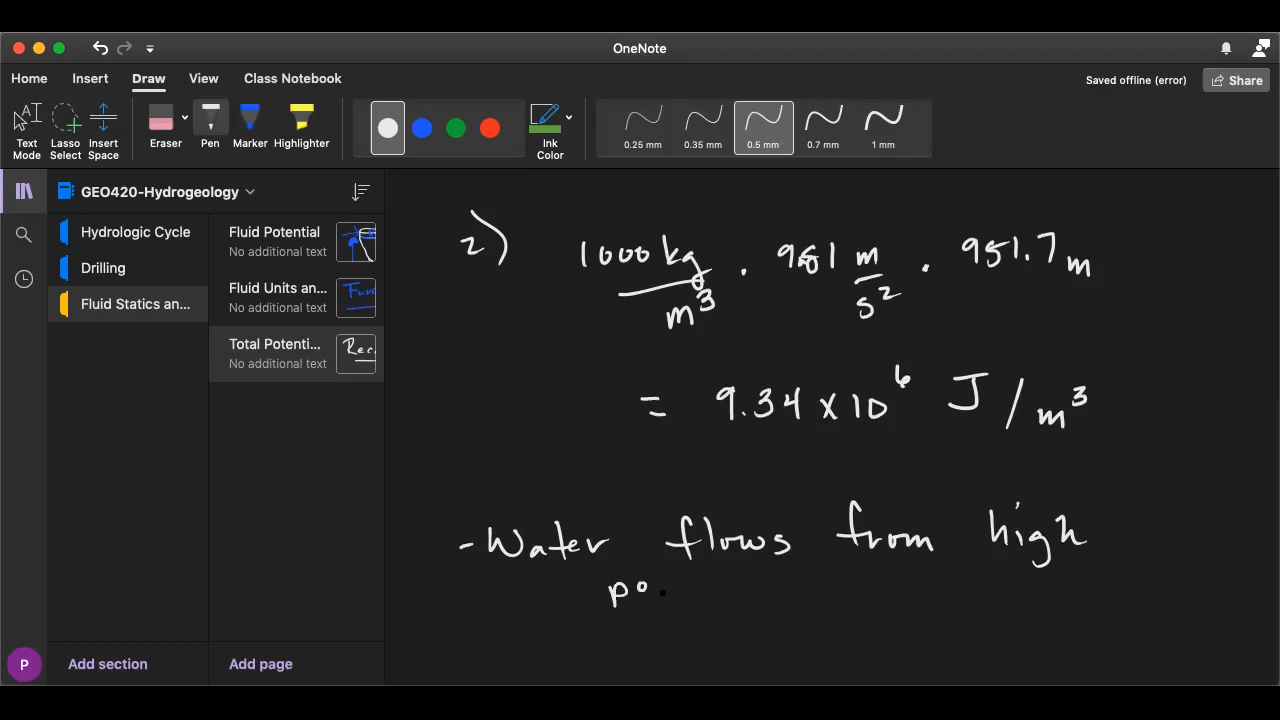 OneNote
Home Insert Draw View Class Notebook
Saved offline (error) Share
Text Mode Lasso Select Insert Space Eraser Pen Marker Highlighter Ink Color 0.25 mm 0.35 mm 0.5 mm 0.7 mm 1 mm
GEO420-Hydrogeology
Hydrologic Cycle
Drilling
Fluid Statics an...
Add section
Fluid Potential
No additional text
Fluid Units an...
No additional text
Total Potenti...
No additional text
Rec
Add page
P
2) 1000 kg/m³ · 981 m/s² · 951.7 m
= 9.34 x 10⁶ J/m³
- Water flows from high
po